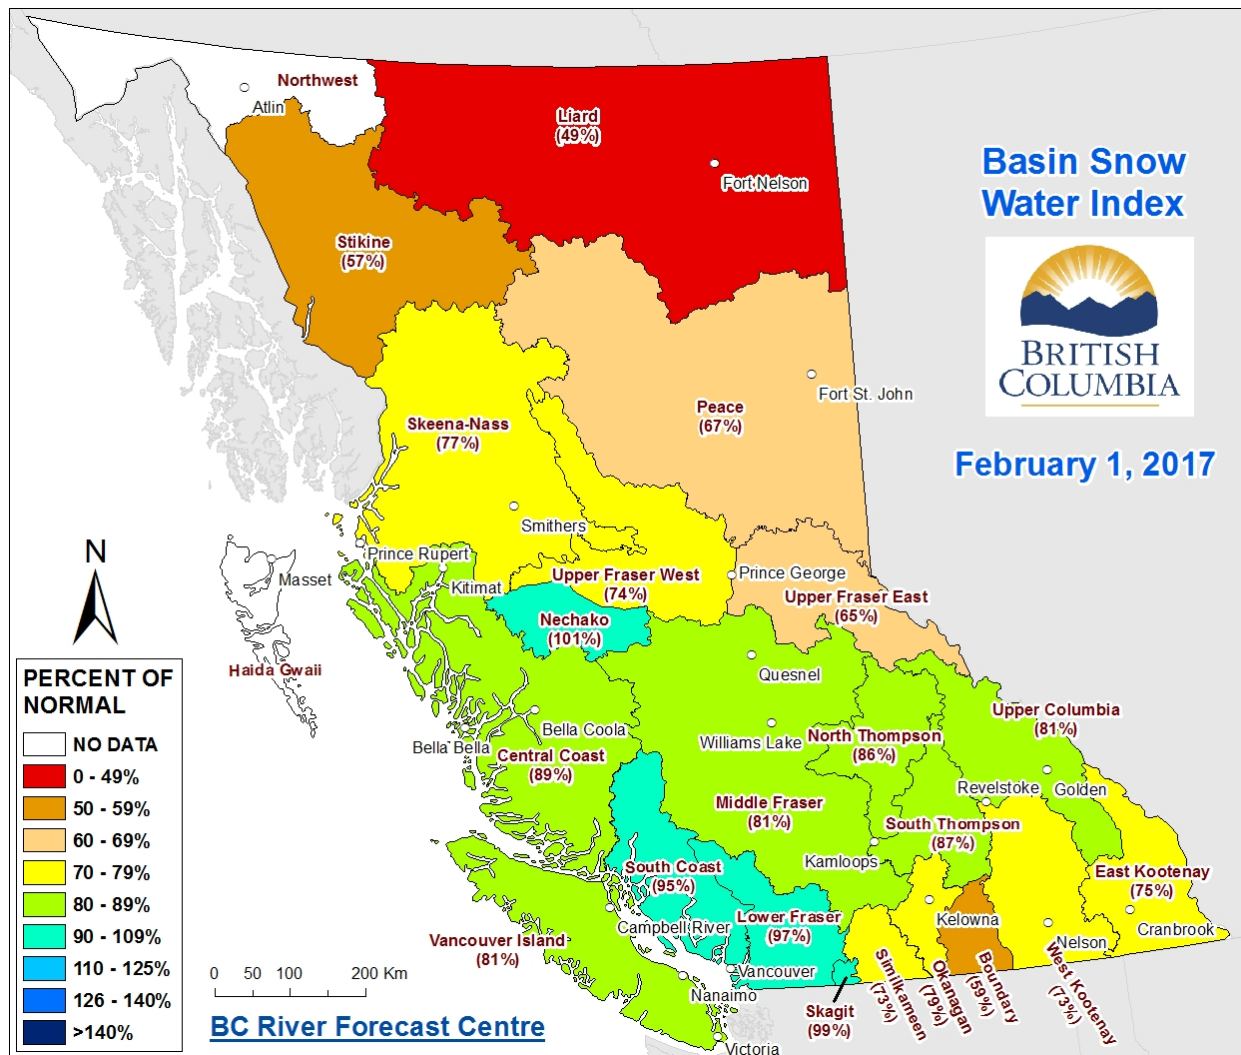 Northwest
Atlin
Liard
(49%)
Fort Nelson
Basin Snow
Water Index
Stikine
(57%)
BRITISH
COLUMBIA
Fort St. John
Peace
(67%)
Skeena-Nass
(77%)
February 1, 2017
Smithers
N
Prince Rupert
Masset
Kitimat
Upper Fraser West
(74%)
Prince George
Upper Fraser East
(65%)
Nechako
(101%)
Haida Gwaii
Quesnel
Upper Columbia
(81%)
Bella Coola
Bella Bella
Williams Lake
North Thompson
(86%)
Central Coast
(89%)
Revelstoke
Golden
Middle Fraser
(81%)
South Thompson
(87%)
Kamloops
South Coast
(95%)
East Kootenay
(75%)
Campbell River
Lower Fraser
(97%)
Kelowna
Nelson
Cranbrook
Vancouver Island
(81%)
Vancouver
Nanaimo
Skagit
(99%)
Similkameen
(73%)
Okanagan
(79%)
Boundary
(59%)
West Kootenay
(73%)
Victoria
PERCENT OF
NORMAL
NO DATA
0 - 49%
50 - 59%
60 - 69%
70 - 79%
80 - 89%
90 - 109%
110 - 125%
126 - 140%
>140%
0 50 100 200 Km
BC River Forecast Centre